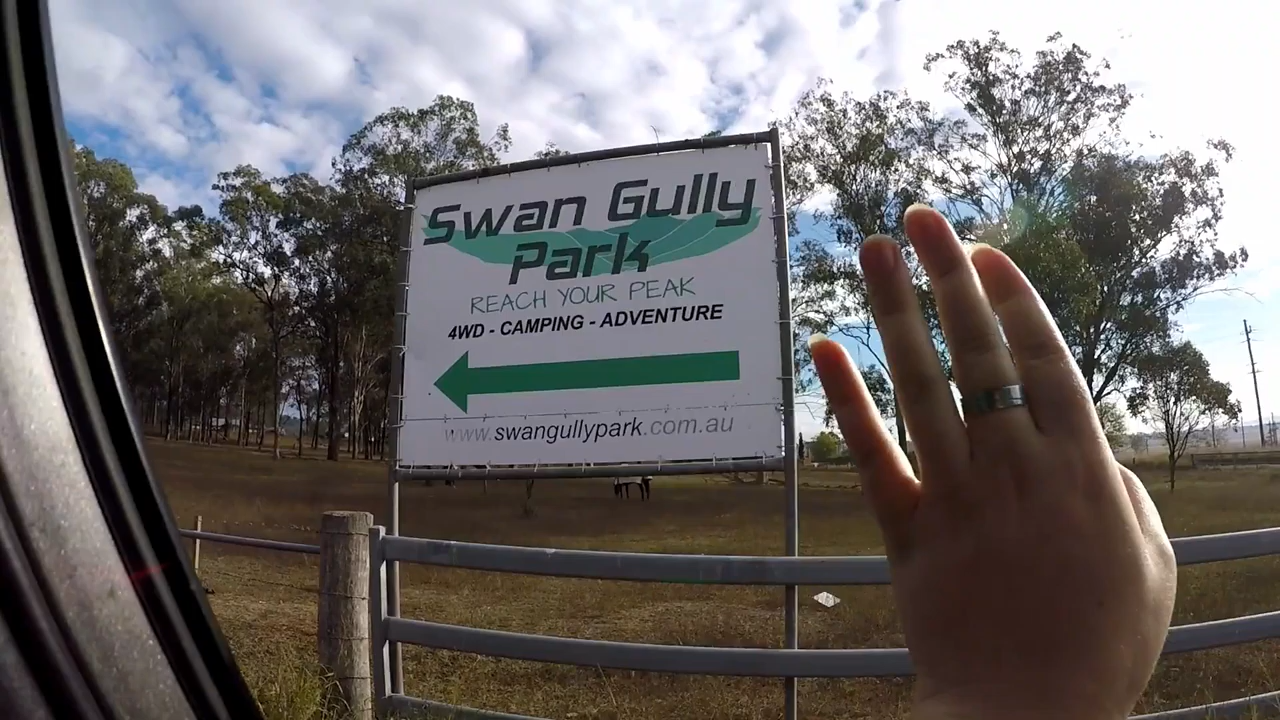 Swan Gully
Park
REACH YOUR PEAK
4WD - CAMPING - ADVENTURE
www.swangullypark.com.au